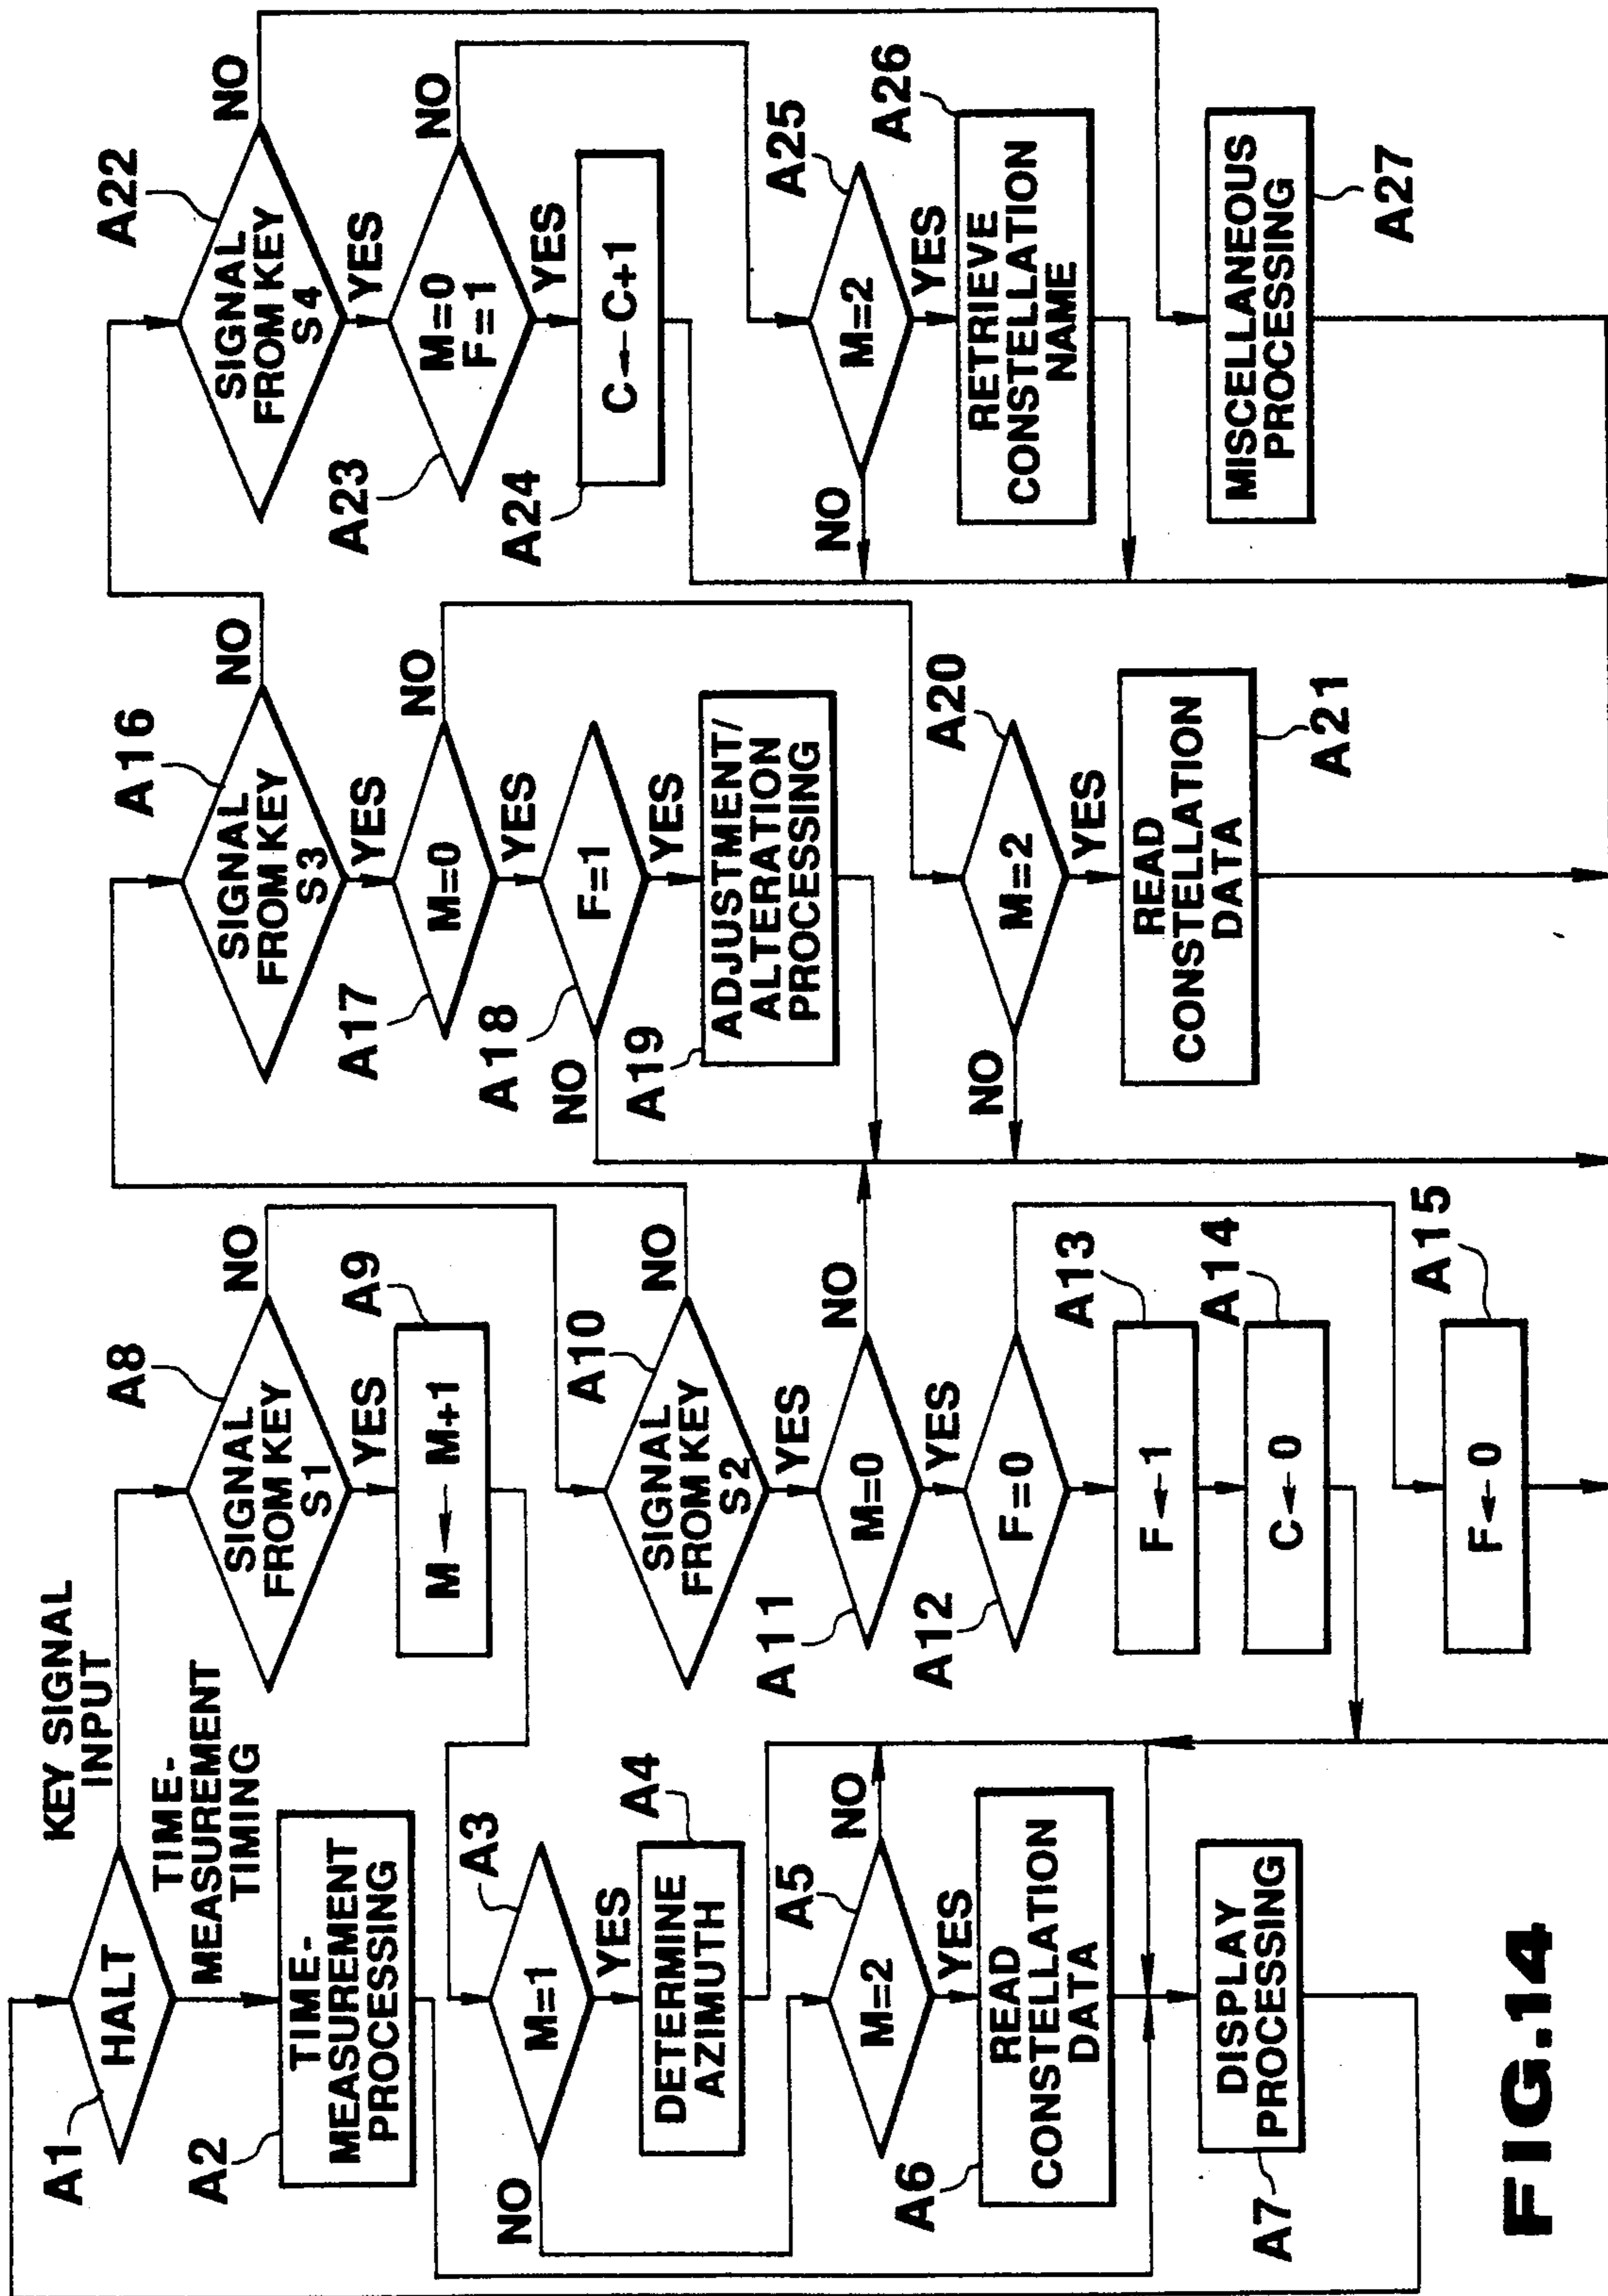 A1
HALT
KEY SIGNAL
INPUT
TIME-
MEASUREMENT
TIMING
A2
TIME-
MEASUREMENT
PROCESSING
A3
M=1
YES
NO
A4
DETERMINE
AZIMUTH
A5
M=2
NO
YES
A6
READ
CONSTELLATION
DATA
A7
DISPLAY
PROCESSING
A8
SIGNAL
FROM KEY
S1
NO
YES
A9
M ← M+1
A10
SIGNAL
FROM KEY
S2
NO
YES
A11
M=0
NO
YES
A12
F=0
A13
F←1
A14
C←0
A15
F←0
A16
SIGNAL
FROM KEY
S3
NO
YES
A17
M=0
NO
YES
A18
F=1
NO
YES
A19
ADJUSTMENT/
ALTERATION
PROCESSING
A20
M=2
NO
YES
READ
CONSTELLATION
DATA
A21
A22
SIGNAL
FROM KEY
S4
NO
YES
A23
M=0
F=1
NO
YES
A24
C←C+1
A25
M=2
NO
YES
A26
RETRIEVE
CONSTELLATION
NAME
MISCELLANEOUS
PROCESSING
A27
FIG.14